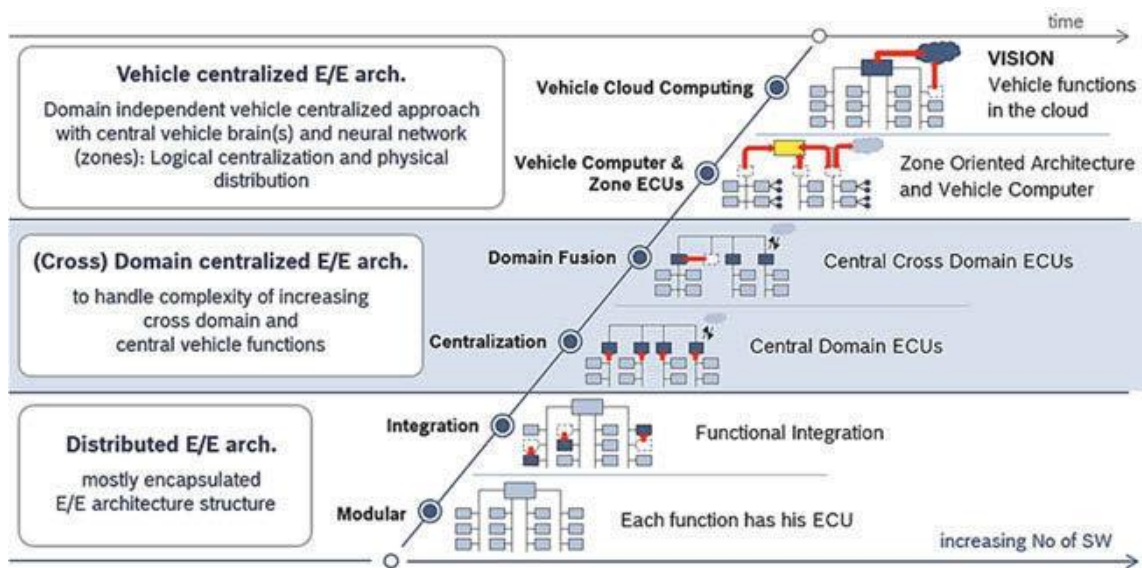 time
Vehicle centralized E/E arch.
Domain independent vehicle centralized approach
with central vehicle brain(s) and neural network
(zones): Logical centralization and physical
distribution
Vehicle Cloud Computing
VISION
Vehicle functions
in the cloud
Vehicle Computer &
Zone ECUs
Zone Oriented Architecture
and Vehicle Computer
(Cross) Domain centralized E/E arch.
to handle complexity of increasing
cross domain and
central vehicle functions
Domain Fusion
Central Cross Domain ECUs
Centralization
Central Domain ECUs
Distributed E/E arch.
mostly encapsulated
E/E architecture structure
Integration
Functional Integration
Modular
Each function has his ECU
increasing No of SW